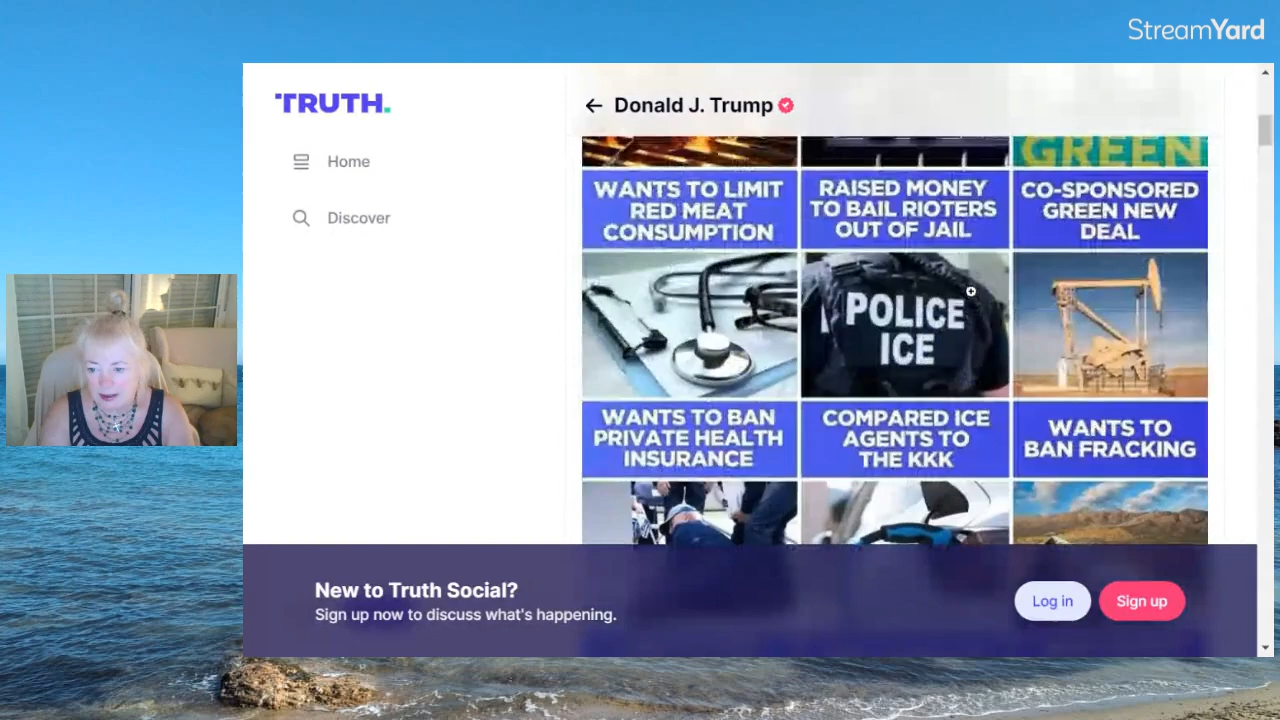 StreamYard
TRUTH.
Donald J. Trump
Home
Discover
GREEN
WANTS TO LIMIT
RED MEAT
CONSUMPTION
RAISED MONEY
TO BAIL RIOTERS
OUT OF JAIL
CO-SPONSORED
GREEN NEW
DEAL
POLICE
ICE
WANTS TO BAN
PRIVATE HEALTH
INSURANCE
COMPARED ICE
AGENTS TO
THE KKK
WANTS TO
BAN FRACKING
New to Truth Social?
Sign up now to discuss what's happening.
Log in
Sign up